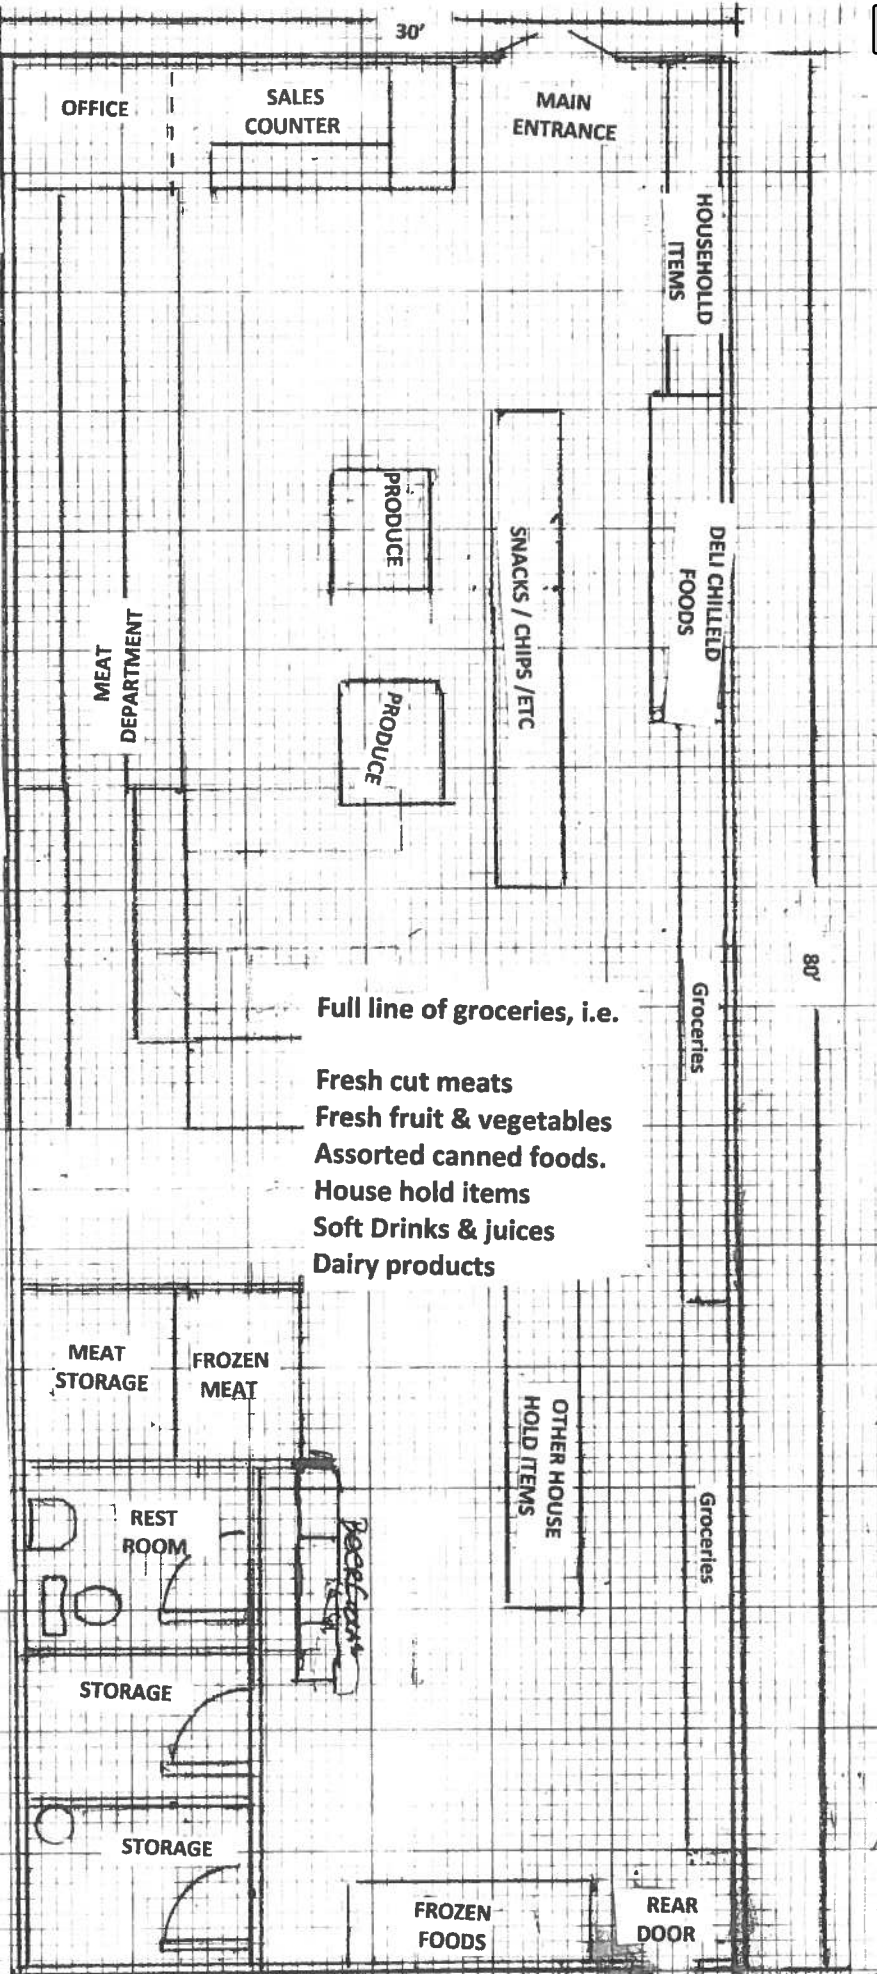 30'
OFFICE
SALES
COUNTER
MAIN
ENTRANCE
HOUSEHOLLD
ITEMS
PRODUCE
SNACKS / CHIPS /ETC
DELI CHILLELD
FOODS
MEAT
DEPARTMENT
PRODUCE
80'
Full line of groceries, i.e.
Fresh cut meats
Fresh fruit & vegetables
Assorted canned foods.
House hold items
Soft Drinks & juices
Dairy products
Groceries
MEAT
STORAGE
FROZEN
MEAT
OTHER HOUSE
HOLD ITEMS
Groceries
REST
ROOM
STORAGE
STORAGE
FROZEN
FOODS
REAR
DOOR